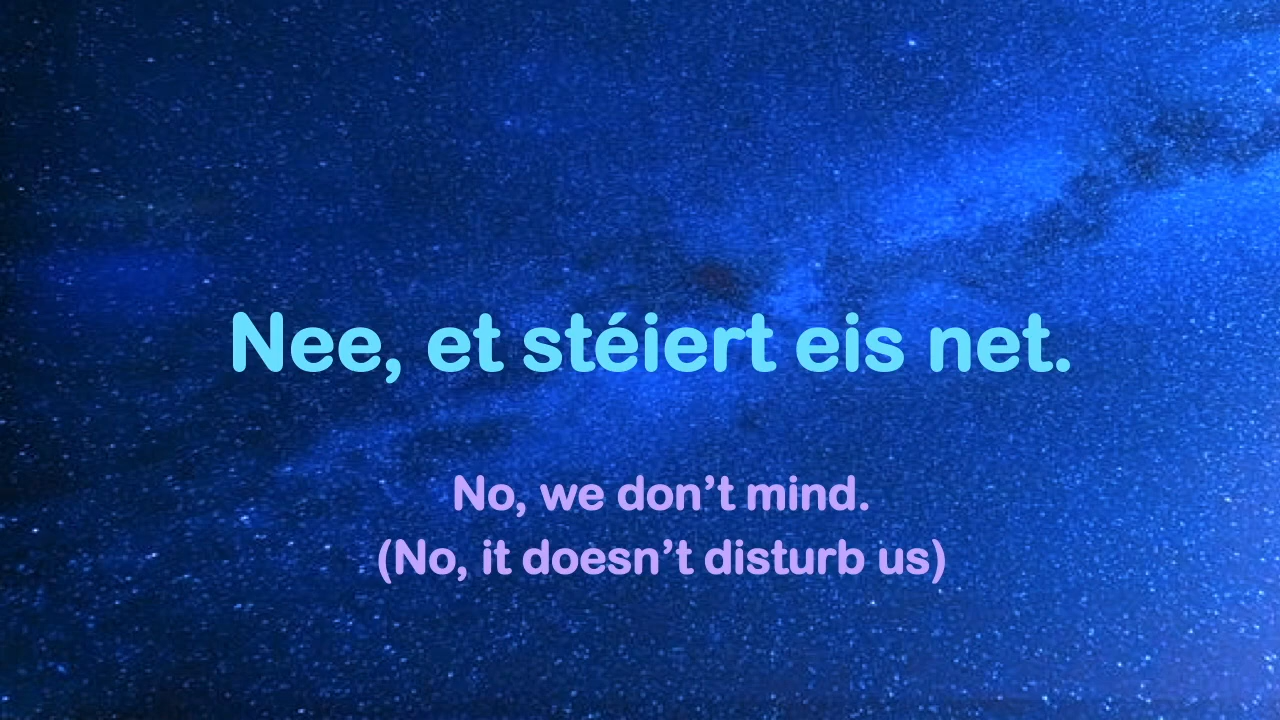 Nee, et stéiert eis net.
No, we don’t mind.
(No, it doesn’t disturb us)